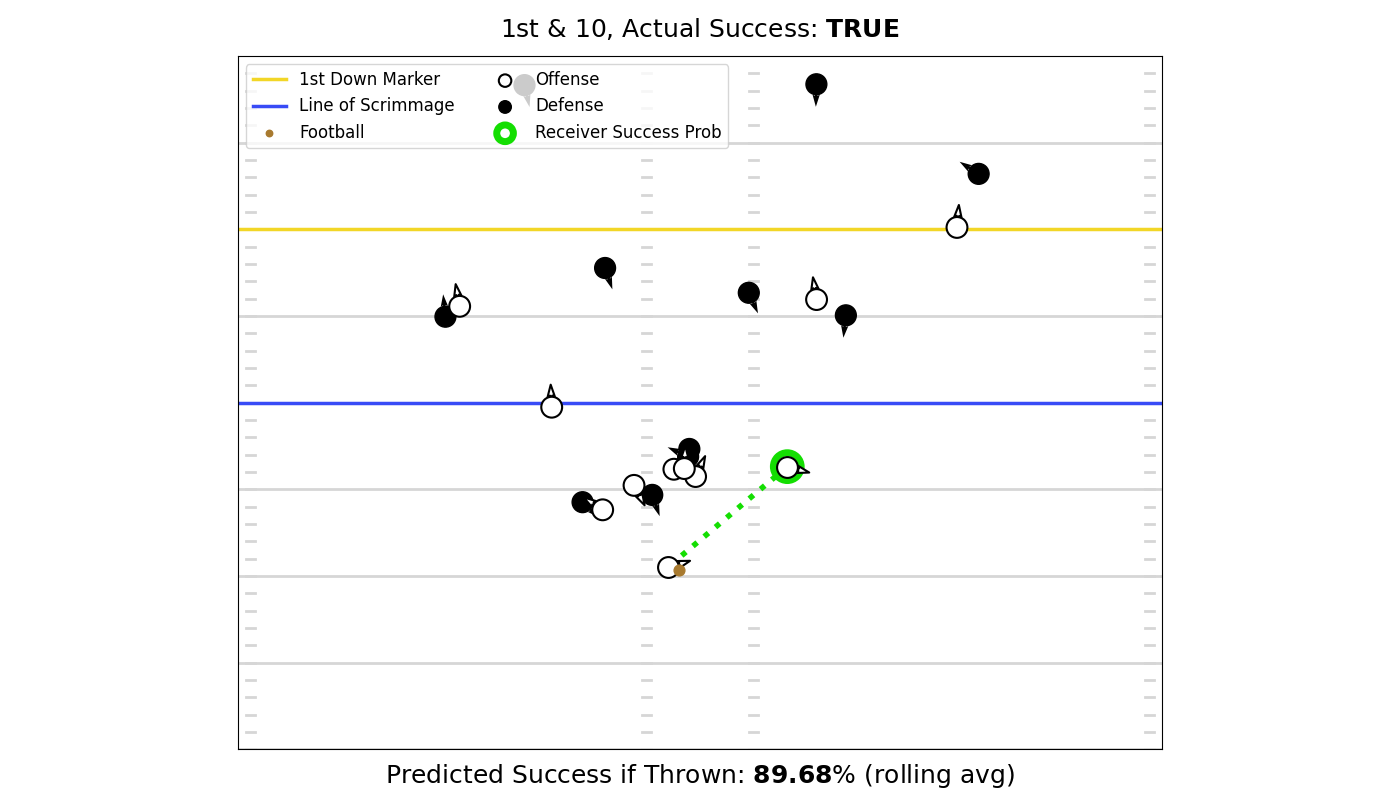 1st & 10, Actual Success: TRUE
1st Down Marker
Line of Scrimmage
Football
Offense
Defense
Receiver Success Prob
Predicted Success if Thrown: 89.68% (rolling avg)